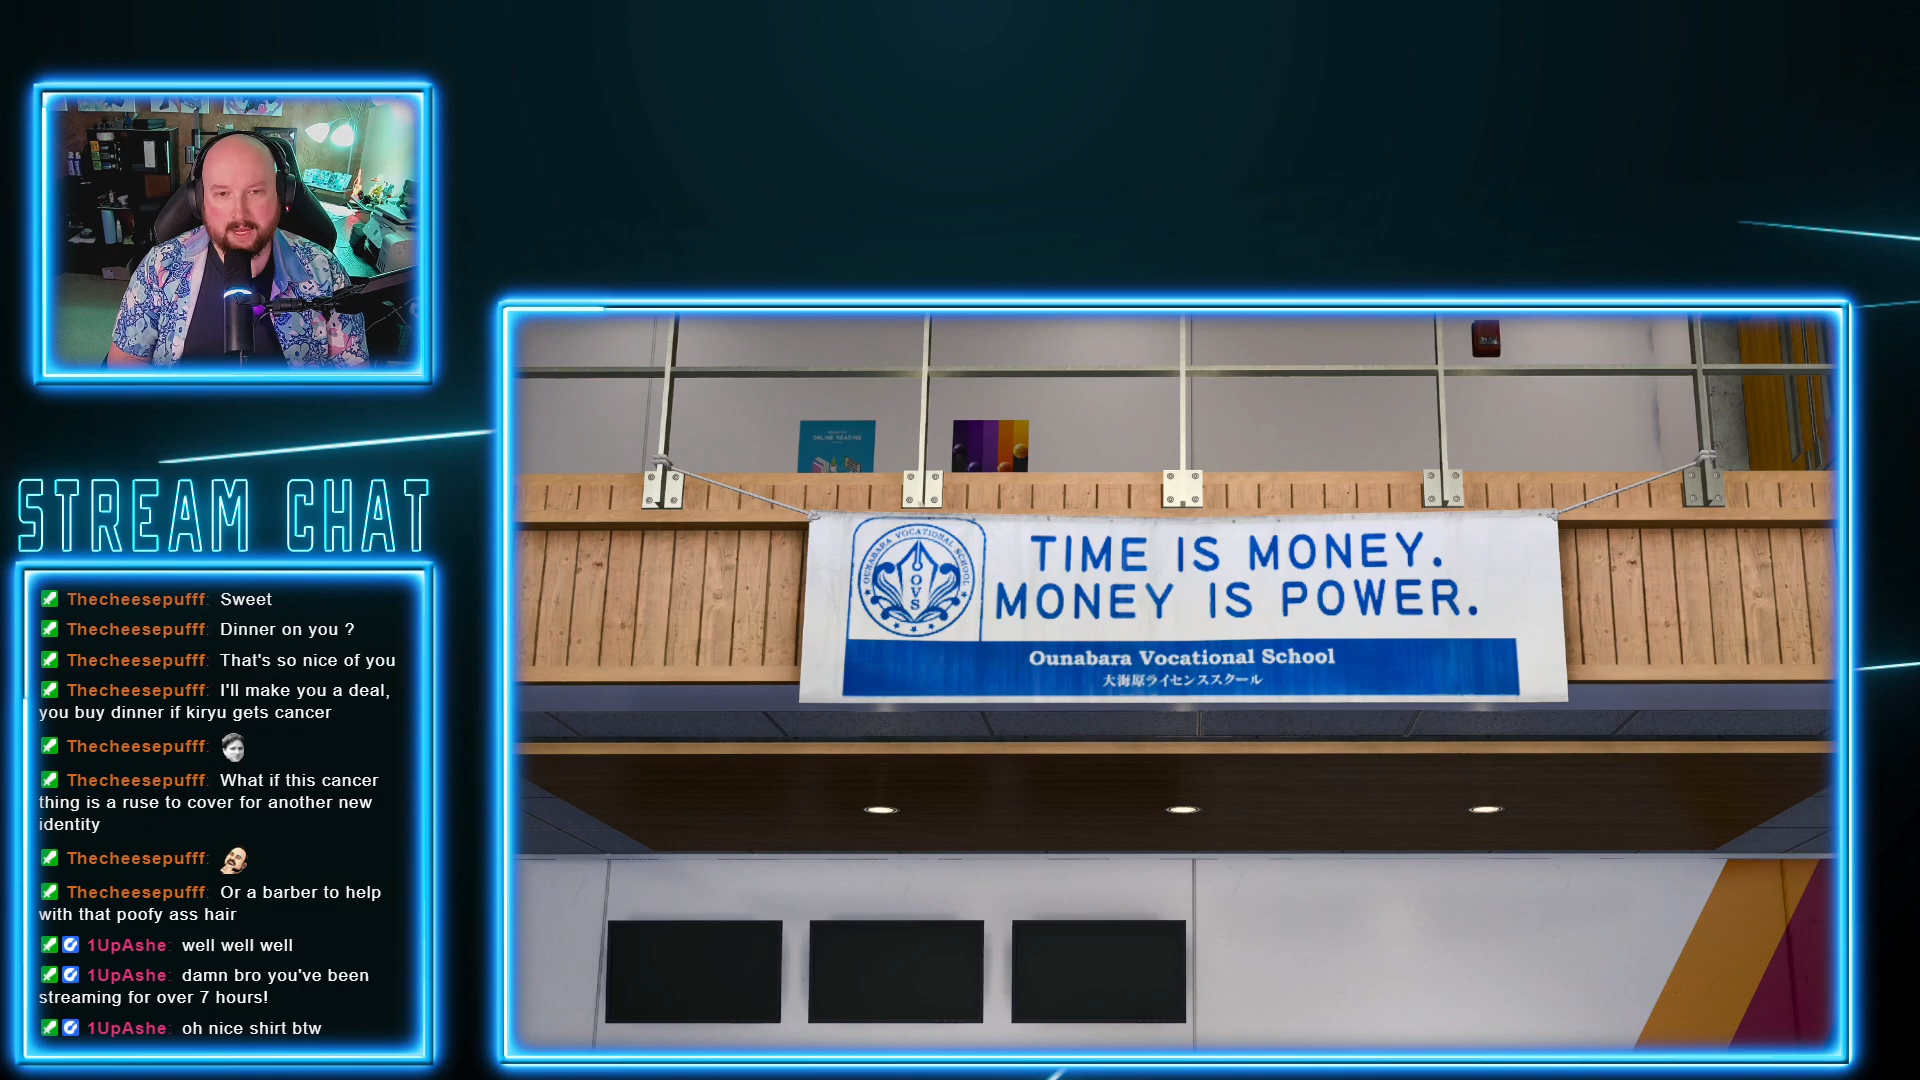 STREAM CHAT
Thecheesepufff: Sweet
Thecheesepufff: Dinner on you ?
Thecheesepufff: That's so nice of you
Thecheesepufff: I'll make you a deal,
you buy dinner if kiryu gets cancer
Thecheesepufff:
Thecheesepufff: What if this cancer
thing is a ruse to cover for another new
identity
Thecheesepufff:
Thecheesepufff: Or a barber to help
with that poofy ass hair
1UpAshe: well well well
1UpAshe: damn bro you've been
streaming for over 7 hours!
1UpAshe: oh nice shirt btw
ONLINE READING
OUNABARA VOCATIONAL SCHOOL
OVS
TIME IS MONEY.
MONEY IS POWER.
Ounabara Vocational School
大海原ライセンススクール